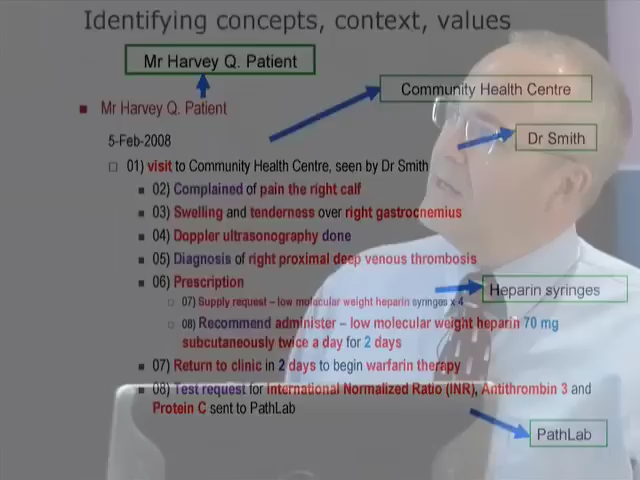 Identifying concepts, context, values
Mr Harvey Q. Patient
Community Health Centre
Mr Harvey Q. Patient
Dr Smith
5-Feb-2008
01) visit to Community Health Centre, seen by Dr Smith
02) Complained of pain the right calf
03) Swelling and tenderness over right gastrocnemius
04) Doppler ultrasonography done
05) Diagnosis of right proximal deep venous thrombosis
06) Prescription
Heparin syringes
07) Supply request – low molecular weight heparin syringes x 4
08) Recommend administer – low molecular weight heparin 70 mg
subcutaneously twice a day for 2 days
07) Return to clinic in 2 days to begin warfarin therapy
08) Test request for International Normalized Ratio (INR), Antithrombin 3 and
Protein C sent to PathLab
PathLab